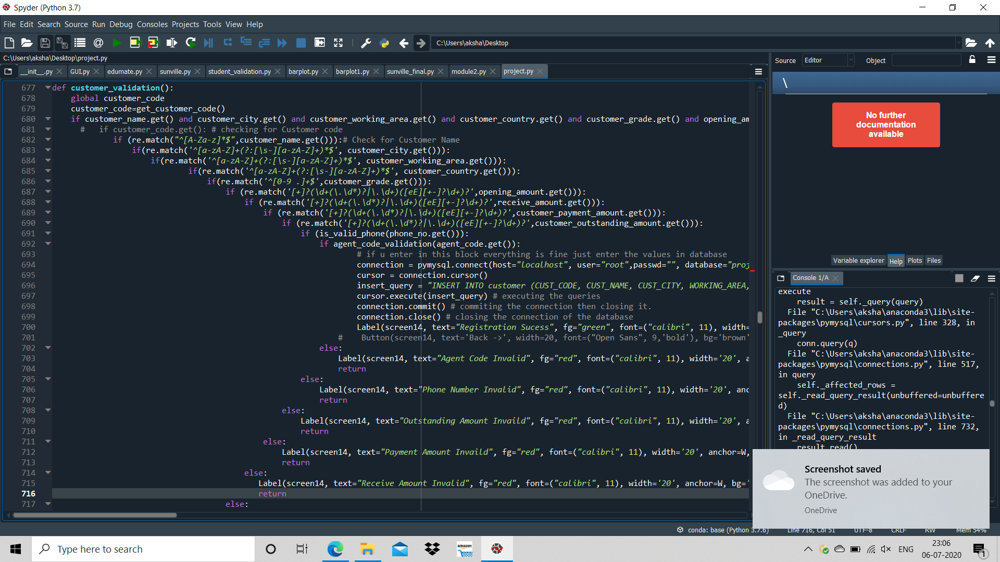 Spyder (Python 3.7)
File Edit Search Source Run Debug Consoles Projects Tools View Help
C:\Users\aksha\Desktop
C:\Users\aksha\Desktop\project.py
__init__.py GUI.py edumate.py sunville.py student_validation.py barplot.py barplot1.py sunville_final.py module2.py project.py
677 def customer_validation():
678 global customer_code
679 customer_code=get_customer_code()
680 if customer_name.get() and customer_city.get() and customer_working_area.get() and customer_country.get() and customer_grade.get() and opening_am
681 # if customer_code.get(): # checking for Customer code
682 if (re.match("^[A-Za-z]*$",customer_name.get())):# Check for Customer Name
683 if(re.match('^[a-zA-Z]+(?:[\s-][a-zA-Z]+)*$', customer_city.get())):
684 if(re.match('^[a-zA-Z]+(?:[\s-][a-zA-Z]+)*$', customer_working_area.get())):
685 if(re.match('^[a-zA-Z]+(?:[\s-][a-zA-Z]+)*$', customer_country.get())):
686 if(re.match('^[0-9 .]+$',customer_grade.get())):
687 if (re.match('[+]?(\d+(\.\d*)?|\.\d+)([eE][+-]?\d+)?',opening_amount.get())):
688 if (re.match('[+]?(\d+(\.\d*)?|\.\d+)([eE][+-]?\d+)?',receive_amount.get())):
689 if (re.match('[+]?(\d+(\.\d*)?|\.\d+)([eE][+-]?\d+)?',customer_payment_amount.get())):
690 if (re.match('[+]?(\d+(\.\d*)?|\.\d+)([eE][+-]?\d+)?',customer_outstanding_amount.get())):
691 if (is_valid_phone(phone_no.get())):
692 if agent_code_validation(agent_code.get()):
693 # if u enter in this block everything is fine just enter the values in database
694 connection = pymysql.connect(host="localhost", user="root",passwd="", database="proj
695 cursor = connection.cursor()
696 insert_query = "INSERT INTO customer (CUST_CODE, CUST_NAME, CUST_CITY, WORKING_AREA,
697 cursor.execute(insert_query) # executing the queries
698 connection.commit() # commiting the connection then closing it.
699 connection.close() # closing the connection of the database
700 Label(screen14, text="Registration Sucess", fg="green", font=("calibri", 11), width=
701 # Button(screen14, text='Back ->', width=20, font=("Open Sans", 9,'bold'), bg='brown'
702 else:
703 Label(screen14, text="Agent Code Invalid", fg="red", font=("calibri", 11), width='20', a
704 return
705 else:
706 Label(screen14, text="Phone Number Invalid", fg="red", font=("calibri", 11), width='20', anc
707 return
708 else:
709 Label(screen14, text="Outstanding Amount Invaild", fg="red", font=("calibri", 11), width='20', a
710 return
711 else:
712 Label(screen14, text="Payment Amount Invaild", fg="red", font=("calibri", 11), width='20', anchor=W,
713 return
714 else:
715 Label(screen14, text="Receive Amount Invalid", fg="red", font=("calibri", 11), width='20', anchor=W, bg='
716 return
717 else:
Source Editor Object
\
No further
documentation
available
Variable explorer Help Plots Files
Console 1/A
execute
result = self._query(query)
File "C:\Users\aksha\anaconda3\lib\site-
packages\pymysql\cursors.py", line 328, in
_query
conn.query(q)
File "C:\Users\aksha\anaconda3\lib\site-
packages\pymysql\connections.py", line 517,
in query
self._affected_rows =
self._read_query_result(unbuffered=unbuffere
d)
File "C:\Users\aksha\anaconda3\lib\site-
packages\pymysql\connections.py", line 732,
in _read_query_result
result.read()
Screenshot saved
The screenshot was added to your
OneDrive.
OneDrive
conda: base (Python 3.7.6) Line 716, Col 51 UTF-8 CRLF RW Mem 54%
Type here to search
amazon
ENG
23:06
06-07-2020
1